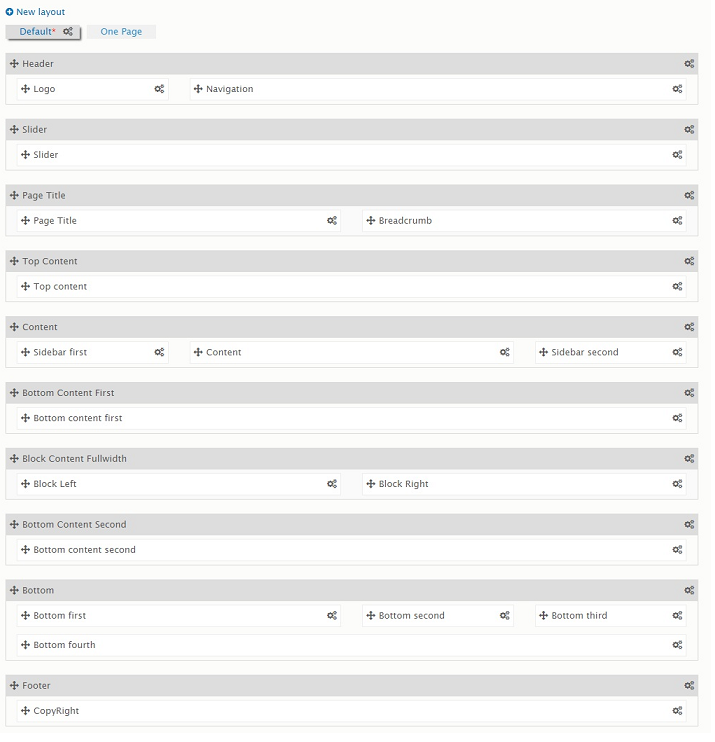 New layout
Default* One Page
Header
Logo Navigation
Slider
Slider
Page Title
Page Title Breadcrumb
Top Content
Top content
Content
Sidebar first Content Sidebar second
Bottom Content First
Bottom content first
Block Content Fullwidth
Block Left Block Right
Bottom Content Second
Bottom content second
Bottom
Bottom first Bottom second Bottom third
Bottom fourth
Footer
CopyRight